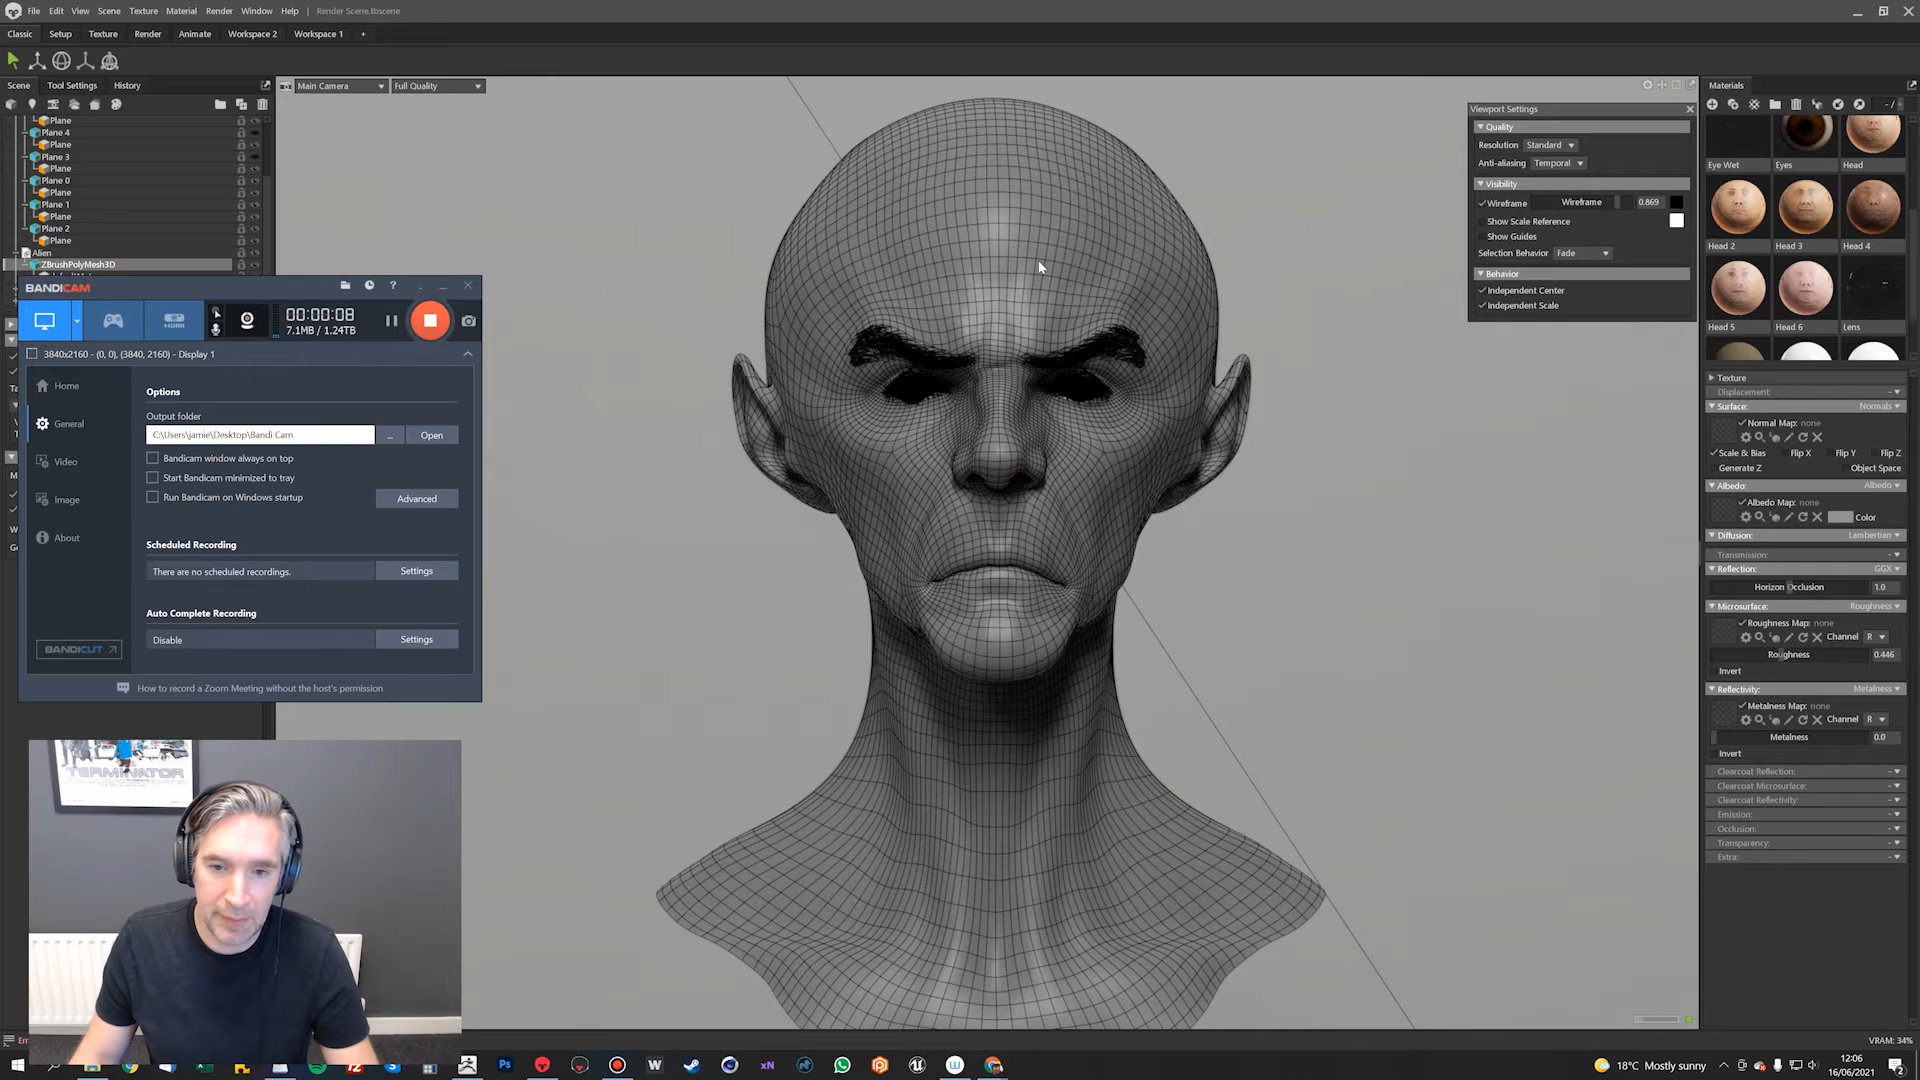 File Edit View Scene Texture Material Render Window Help | Render Scene.tbscene
Classic Setup Texture Render Animate Workspace 2 Workspace 1 +
Scene Tool Settings History
Main Camera
Full Quality
Plane
Plane 4
Plane
Plane 3
Plane
Plane 0
Plane
Plane 1
Plane
Plane 2
Plane
Alien
ZBrushPolyMesh3D
BANDICAM
?
HDMI
00:00:08
7.1MB / 1.24TB
3840x2160 - (0, 0), (3840, 2160) - Display 1
Home
General
Video
Image
About
BANDICUT
Options
Output folder
C:\Users\jamie\Desktop\Bandi Cam
...
Open
Bandicam window always on top
Start Bandicam minimized to tray
Run Bandicam on Windows startup
Advanced
Scheduled Recording
There are no scheduled recordings.
Settings
Auto Complete Recording
Disable
Settings
How to record a Zoom Meeting without the host's permission
TERMINATOR
Viewport Settings
Quality
Resolution Standard
Anti-aliasing Temporal
Visibility
Wireframe Wireframe 0.869
Show Scale Reference
Show Guides
Selection Behavior Fade
Behavior
Independent Center
Independent Scale
Materials
Eye Wet Eyes Head
Head 2 Head 3 Head 4
Head 5 Head 6 Lens
Texture
Displacement:
Surface: Normals
Normal Map: none
Scale & Bias Flip X Flip Y Flip Z
Generate Z Object Space
Albedo: Albedo
Albedo Map: none
Color
Diffusion: Lambertian
Transmission:
Reflection: GGX
Horizon Occlusion 1.0
Microsurface: Roughness
Roughness Map: none
Channel R
Roughness 0.446
Invert
Reflectivity: Metalness
Metalness Map: none
Channel R
Metalness 0.0
Invert
Clearcoat Reflection:
Clearcoat Microsurface:
Clearcoat Reflectivity:
Emission:
Occlusion:
Transparency:
Extra:
VRAM: 34%
Ps
W
xN
18°C Mostly sunny
12:06
16/06/2021